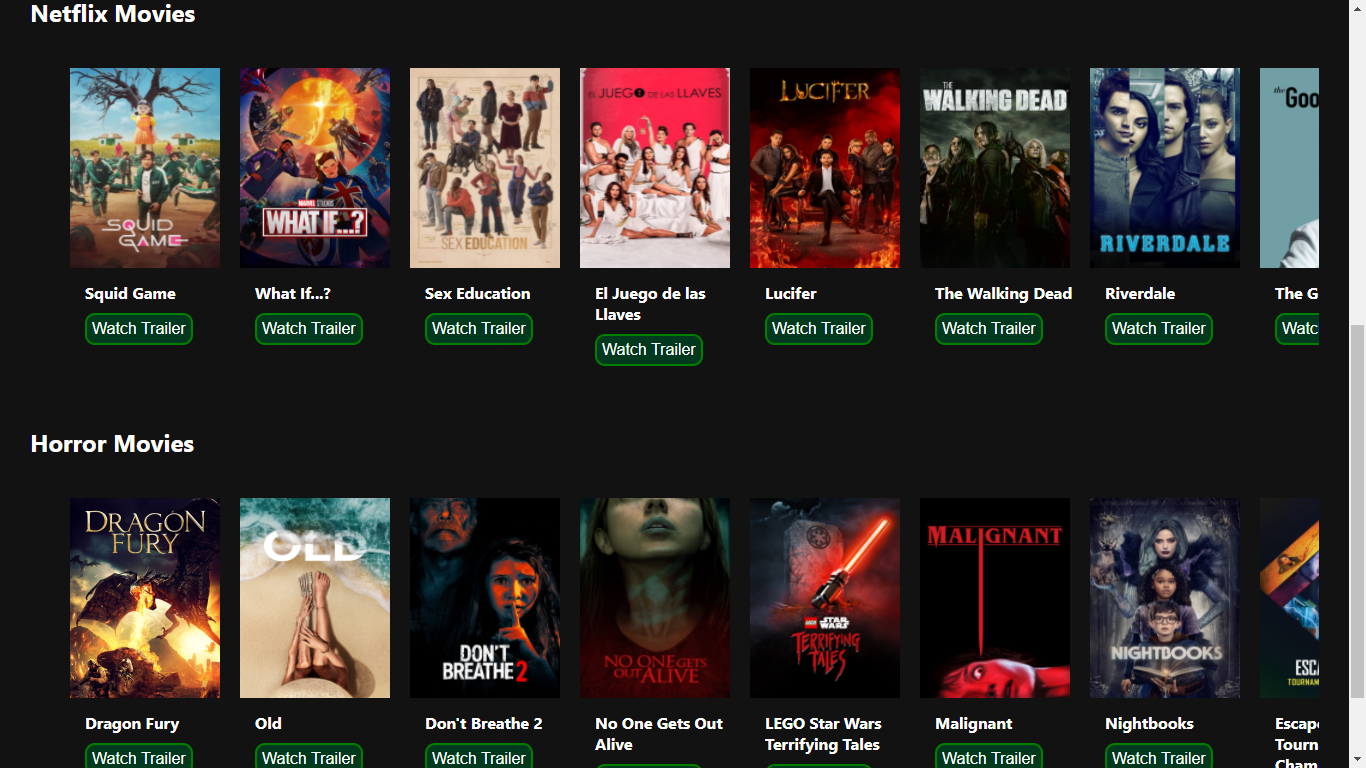 Netflix Movies
SQUID
GAME
MARVEL STUDIOS
WHAT IF...?
SEX EDUCATION
EL JUEGO DE LAS LLAVES
LUCIFER
THE
WALKING DEAD
RIVERDALE
the Goo
Squid Game
What If...?
Sex Education
El Juego de las
Llaves
Lucifer
The Walking Dead
Riverdale
The G
Watch Trailer
Watch Trailer
Watch Trailer
Watch Trailer
Watch Trailer
Watch Trailer
Watch Trailer
Watc
Horror Movies
DRAGON
FURY
OLD
DON'T
BREATHE 2
NO ONE GETS
OUT ALIVE
LEGO STAR WARS
TERRIFYING
TALES
MALIGNANT
NIGHTBOOKS
ESCA
TOURNAM
Dragon Fury
Old
Don't Breathe 2
No One Gets Out
Alive
LEGO Star Wars
Terrifying Tales
Malignant
Nightbooks
Escape
Tourn
Cham
Watch Trailer
Watch Trailer
Watch Trailer
Watch Trailer
Watch Trailer